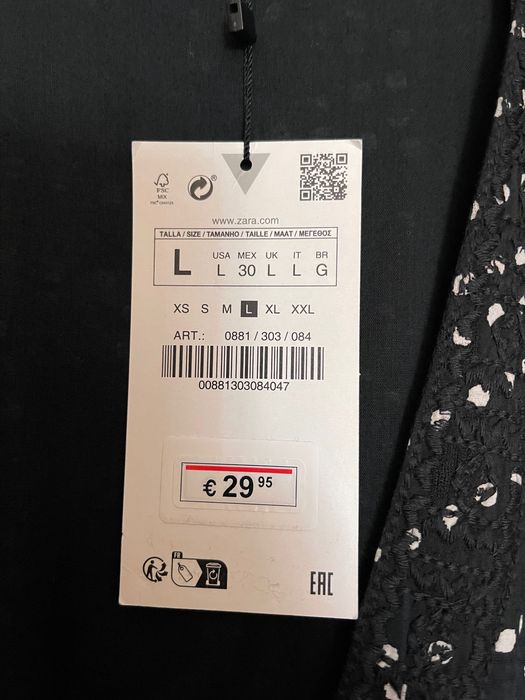 FSC
MIX
www.zara.com
TALLA / SIZE / TAMANHO / TAILLE / MAAT / ΜΕΓΕΘΟΣ
L USA MEX UK IT BR
L 30 L L G
XS S M L XL XXL
ART.: 0881 / 303 / 084
00881303084047
€ 29 95
FR
EAC